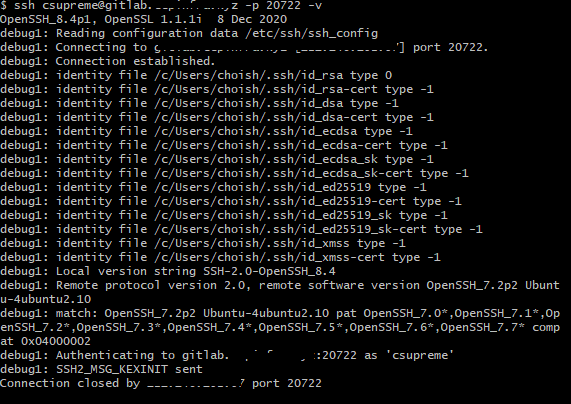 $ ssh csupreme@gitlab. yz -p 20722 -v
OpenSSH_8.4p1, OpenSSL 1.1.1i  8 Dec 2020
debug1: Reading configuration data /etc/ssh/ssh_config
debug1: Connecting to port 20722.
debug1: Connection established.
debug1: identity file /c/Users/choish/.ssh/id_rsa type 0
debug1: identity file /c/Users/choish/.ssh/id_rsa-cert type -1
debug1: identity file /c/Users/choish/.ssh/id_dsa type -1
debug1: identity file /c/Users/choish/.ssh/id_dsa-cert type -1
debug1: identity file /c/Users/choish/.ssh/id_ecdsa type -1
debug1: identity file /c/Users/choish/.ssh/id_ecdsa-cert type -1
debug1: identity file /c/Users/choish/.ssh/id_ecdsa_sk type -1
debug1: identity file /c/Users/choish/.ssh/id_ecdsa_sk-cert type -1
debug1: identity file /c/Users/choish/.ssh/id_ed25519 type -1
debug1: identity file /c/Users/choish/.ssh/id_ed25519-cert type -1
debug1: identity file /c/Users/choish/.ssh/id_ed25519_sk type -1
debug1: identity file /c/Users/choish/.ssh/id_ed25519_sk-cert type -1
debug1: identity file /c/Users/choish/.ssh/id_xmss type -1
debug1: identity file /c/Users/choish/.ssh/id_xmss-cert type -1
debug1: Local version string SSH-2.0-OpenSSH_8.4
debug1: Remote protocol version 2.0, remote software version OpenSSH_7.2p2 Ubunt
u-4ubuntu2.10
debug1: match: OpenSSH_7.2p2 Ubuntu-4ubuntu2.10 pat OpenSSH_7.0*,OpenSSH_7.1*,Op
enSSH_7.2*,OpenSSH_7.3*,OpenSSH_7.4*,OpenSSH_7.5*,OpenSSH_7.6*,OpenSSH_7.7* comp
at 0x04000002
debug1: Authenticating to gitlab. :20722 as 'csupreme'
debug1: SSH2_MSG_KEXINIT sent
Connection closed by port 20722